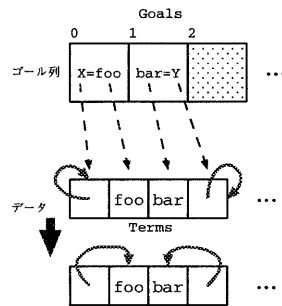 Goals
0 1 2
ゴール列 X=foo bar=Y ...
データ foo bar ...
Terms
foo bar ...